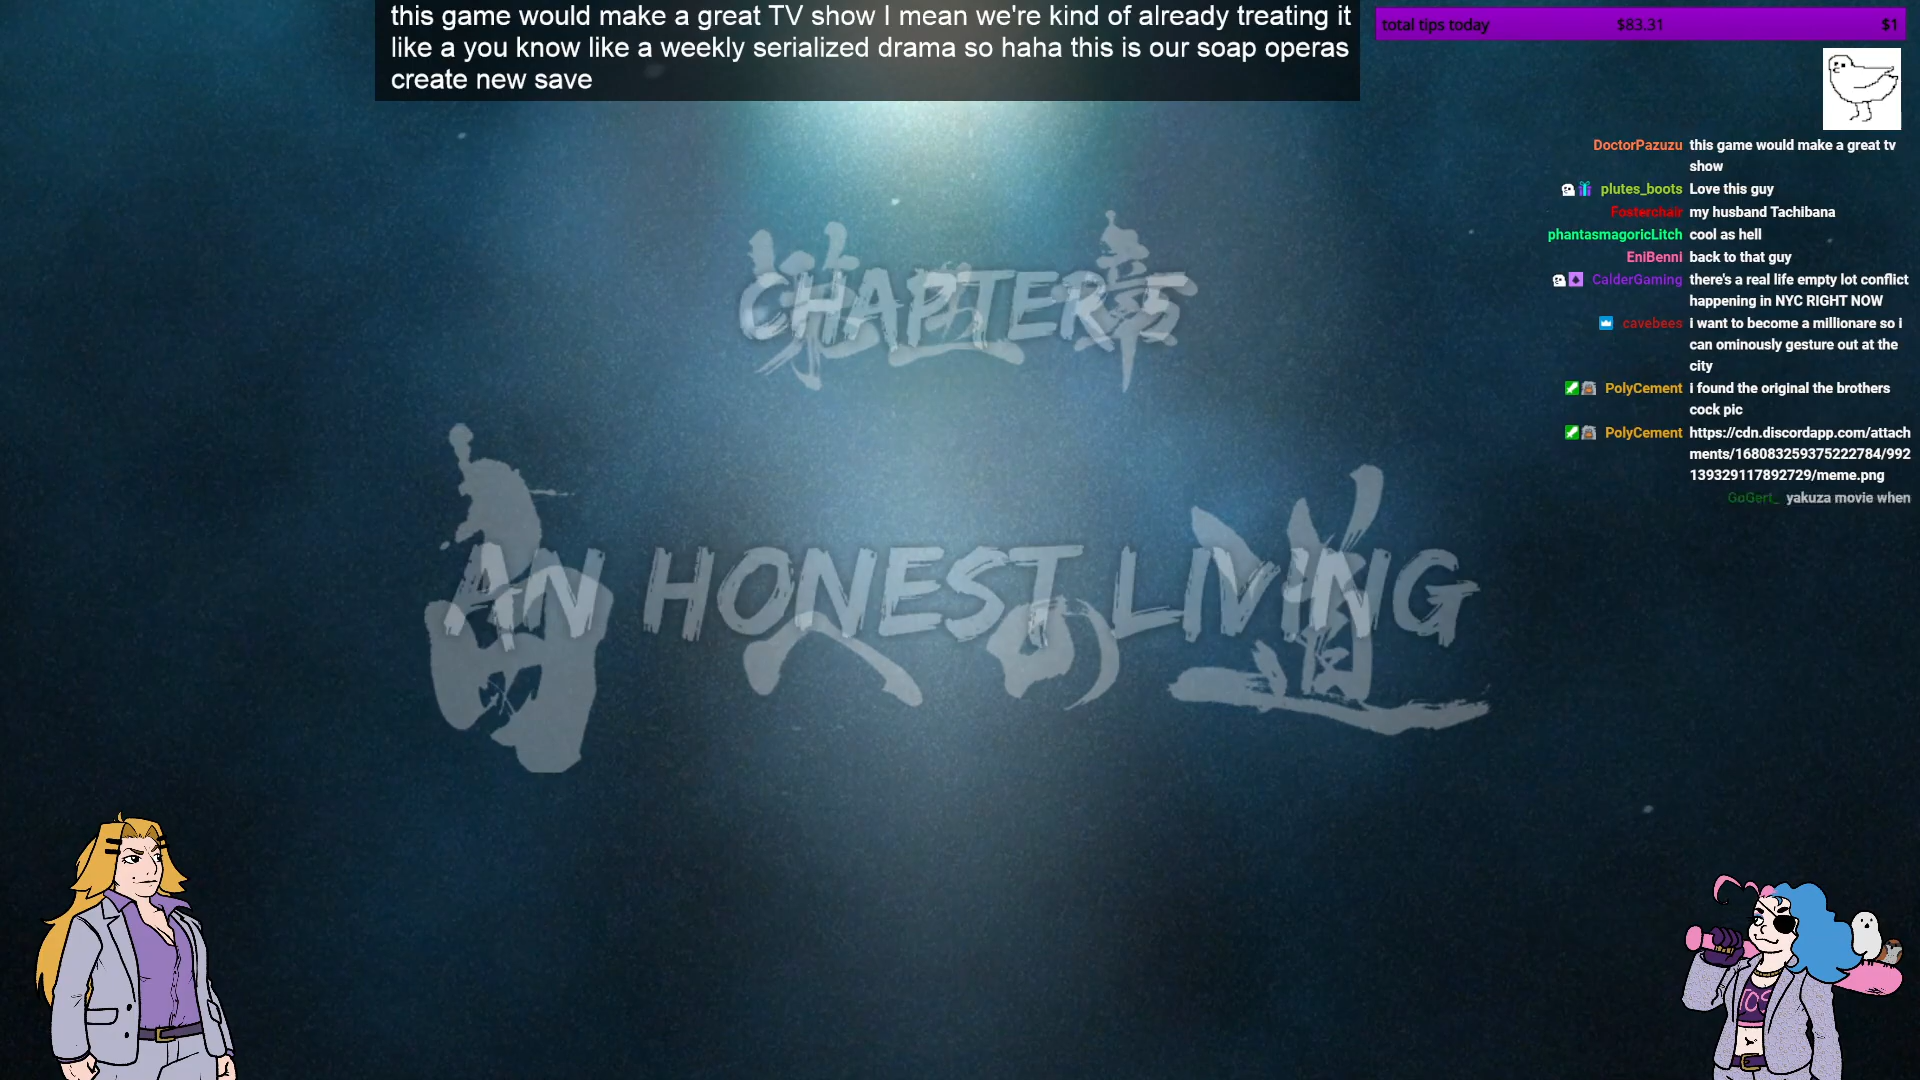 this game would make a great TV show I mean we're kind of already treating it
like a you know like a weekly serialized drama so haha this is our soap operas
create new save
total tips today $83.31 $1
DoctorPazuzu this game would make a great tv
show
plutes_boots Love this guy
Fosterchair my husband Tachibana
phantasmagoricLitch cool as hell
EniBenni back to that guy
CalderGaming there's a real life empty lot conflict
happening in NYC RIGHT NOW
cavebees i want to become a millionare so i
can ominously gesture out at the
city
PolyCement i found the original the brothers
cock pic
PolyCement https://cdn.discordapp.com/attach
ments/168083259375222784/992
139329117892729/meme.png
GaGert_ yakuza movie when
CHAPTER 5
AN HONEST LIVING
への道